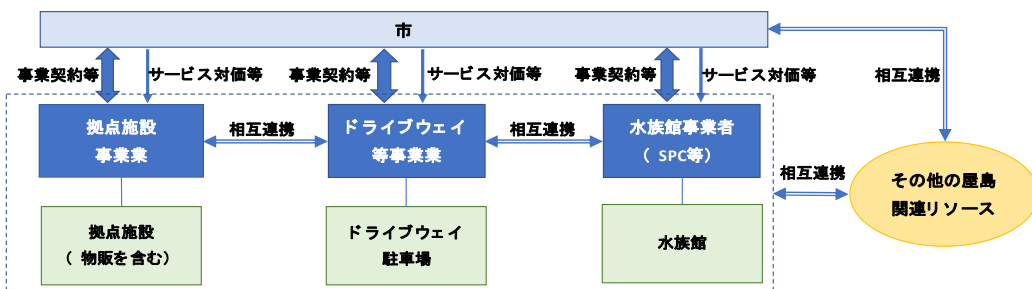 市
事業契約等
サービス対価等
事業契約等
サービス対価等
事業契約等
サービス対価等
相互連携
拠点施設
事業業
相互連携
ドライブウェイ
等事業業
相互連携
水族館事業者
( SPC等)
相互連携
その他の屋島
関連リソース
拠点施設
( 物販を含む)
ドライブウェイ
駐車場
水族館